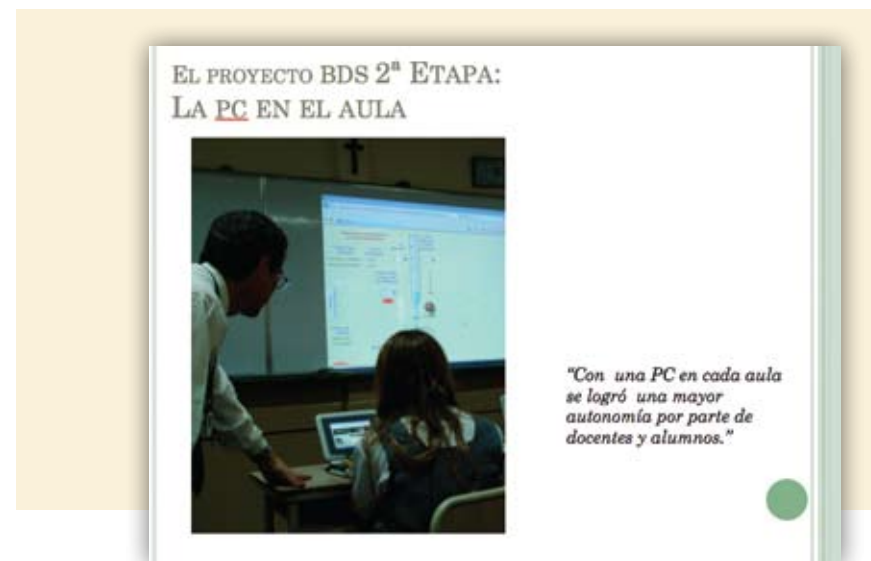 El proyecto BDS 2ª Etapa:
La pc en el aula
"Con una PC en cada aula
se logró una mayor
autonomía por parte de
docentes y alumnos."